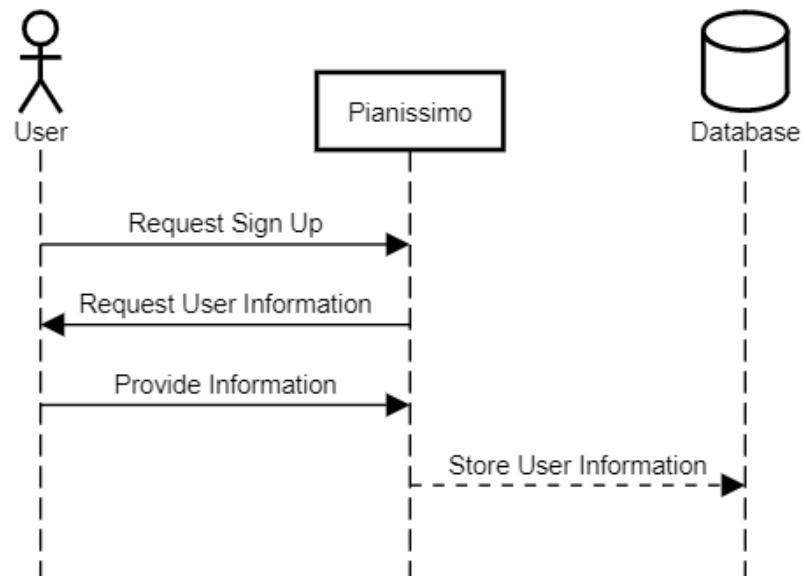 User
Pianissimo
Database
Request Sign Up
Request User Information
Provide Information
Store User Information